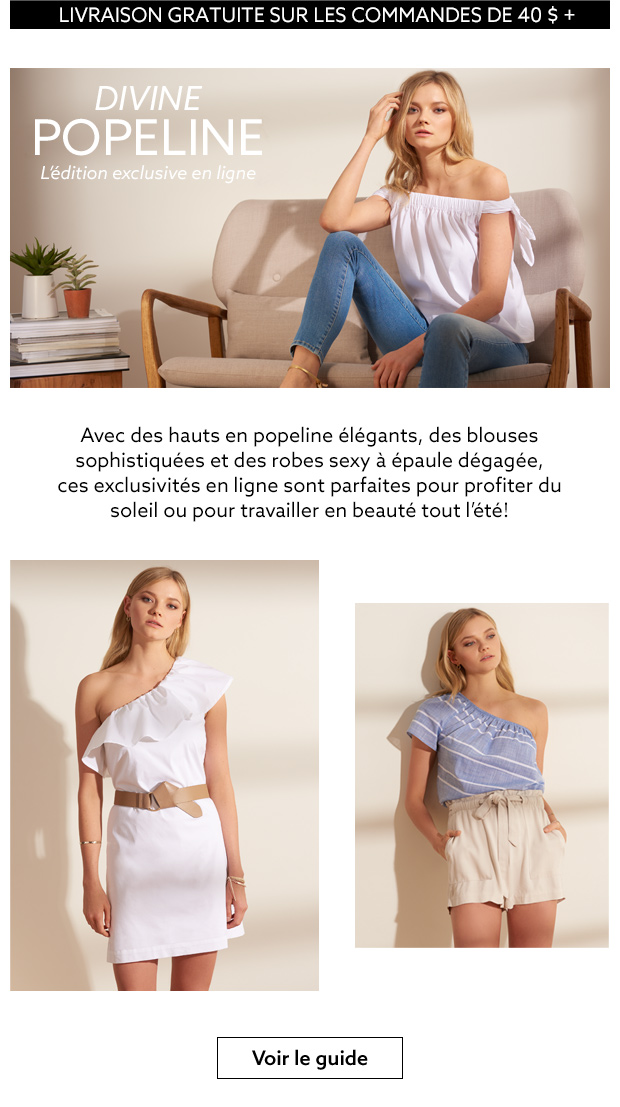 LIVRAISON GRATUITE SUR LES COMMANDES DE 40 $ +
DIVINE
POPELINE
L'édition exclusive en ligne
Avec des hauts en popeline élégants, des blouses
sophistiquées et des robes sexy à épaule dégagée,
ces exclusivités en ligne sont parfaites pour profiter du
soleil ou pour travailler en beauté tout l'été!
Voir le guide